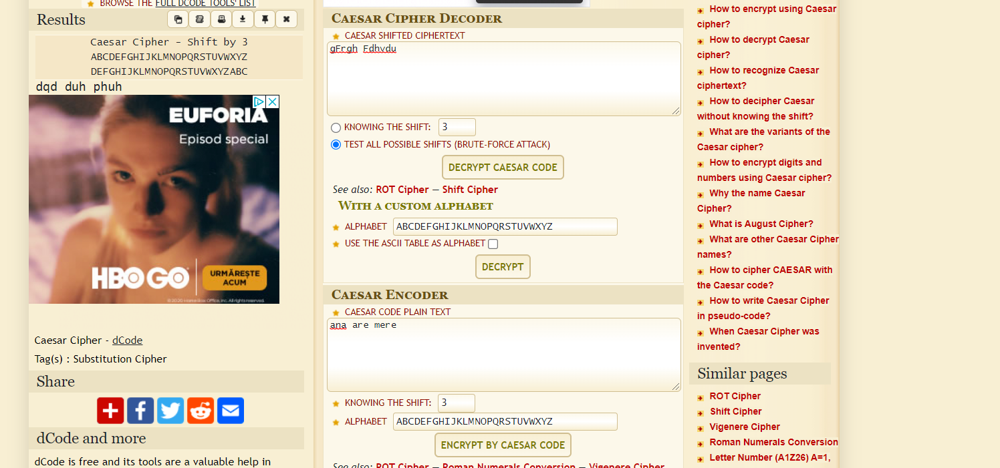 BROWSE THE FULL DCODE TOOLS' LIST
Results
Caesar Cipher - Shift by 3
ABCDEFGHIJKLMNOPQRSTUVWXYZ
DEFGHIJKLMNOPQRSTUVWXYZABC
dqd duh phuh
EUFORIA
Episod special
HBO GO
URMĂREȘTE
ACUM
© 2020 Home Box Office, Inc. All rights reserved.
Caesar Cipher - dCode
Tag(s) : Substitution Cipher
Share
dCode and more
dCode is free and its tools are a valuable help in
CAESAR CIPHER DECODER
CAESAR SHIFTED CIPHERTEXT
gFrgh Fdhvdu
KNOWING THE SHIFT: 3
TEST ALL POSSIBLE SHIFTS (BRUTE-FORCE ATTACK)
DECRYPT CAESAR CODE
See also: ROT Cipher — Shift Cipher
WITH A CUSTOM ALPHABET
ALPHABET ABCDEFGHIJKLMNOPQRSTUVWXYZ
USE THE ASCII TABLE AS ALPHABET
DECRYPT
CAESAR ENCODER
CAESAR CODE PLAIN TEXT
ana are mere
KNOWING THE SHIFT: 3
ALPHABET ABCDEFGHIJKLMNOPQRSTUVWXYZ
ENCRYPT BY CAESAR CODE
See also: ROT Cipher — Roman Numerals Conversion — Vigenere Cipher
How to encrypt using Caesar
cipher?
How to decrypt Caesar
cipher?
How to recognize Caesar
ciphertext?
How to decipher Caesar
without knowing the shift?
What are the variants of the
Caesar cipher?
How to encrypt digits and
numbers using Caesar cipher?
Why the name Caesar
Cipher?
What is August Cipher?
What are other Caesar Cipher
names?
How to cipher CAESAR with
the Caesar code?
How to write Caesar Cipher
in pseudo-code?
When Caesar Cipher was
invented?
Similar pages
ROT Cipher
Shift Cipher
Vigenere Cipher
Roman Numerals Conversion
Letter Number (A1Z26) A=1,